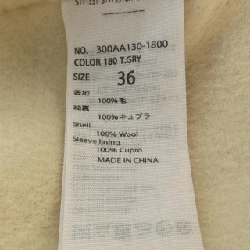 NO. 300AA130-1800
COLOR 180 T.GRY
SIZE 36
表地
100%毛
袖裏
100%キュプラ
Shell
100% Wool
Sleeve lining
100% Cupro
MADE IN CHINA